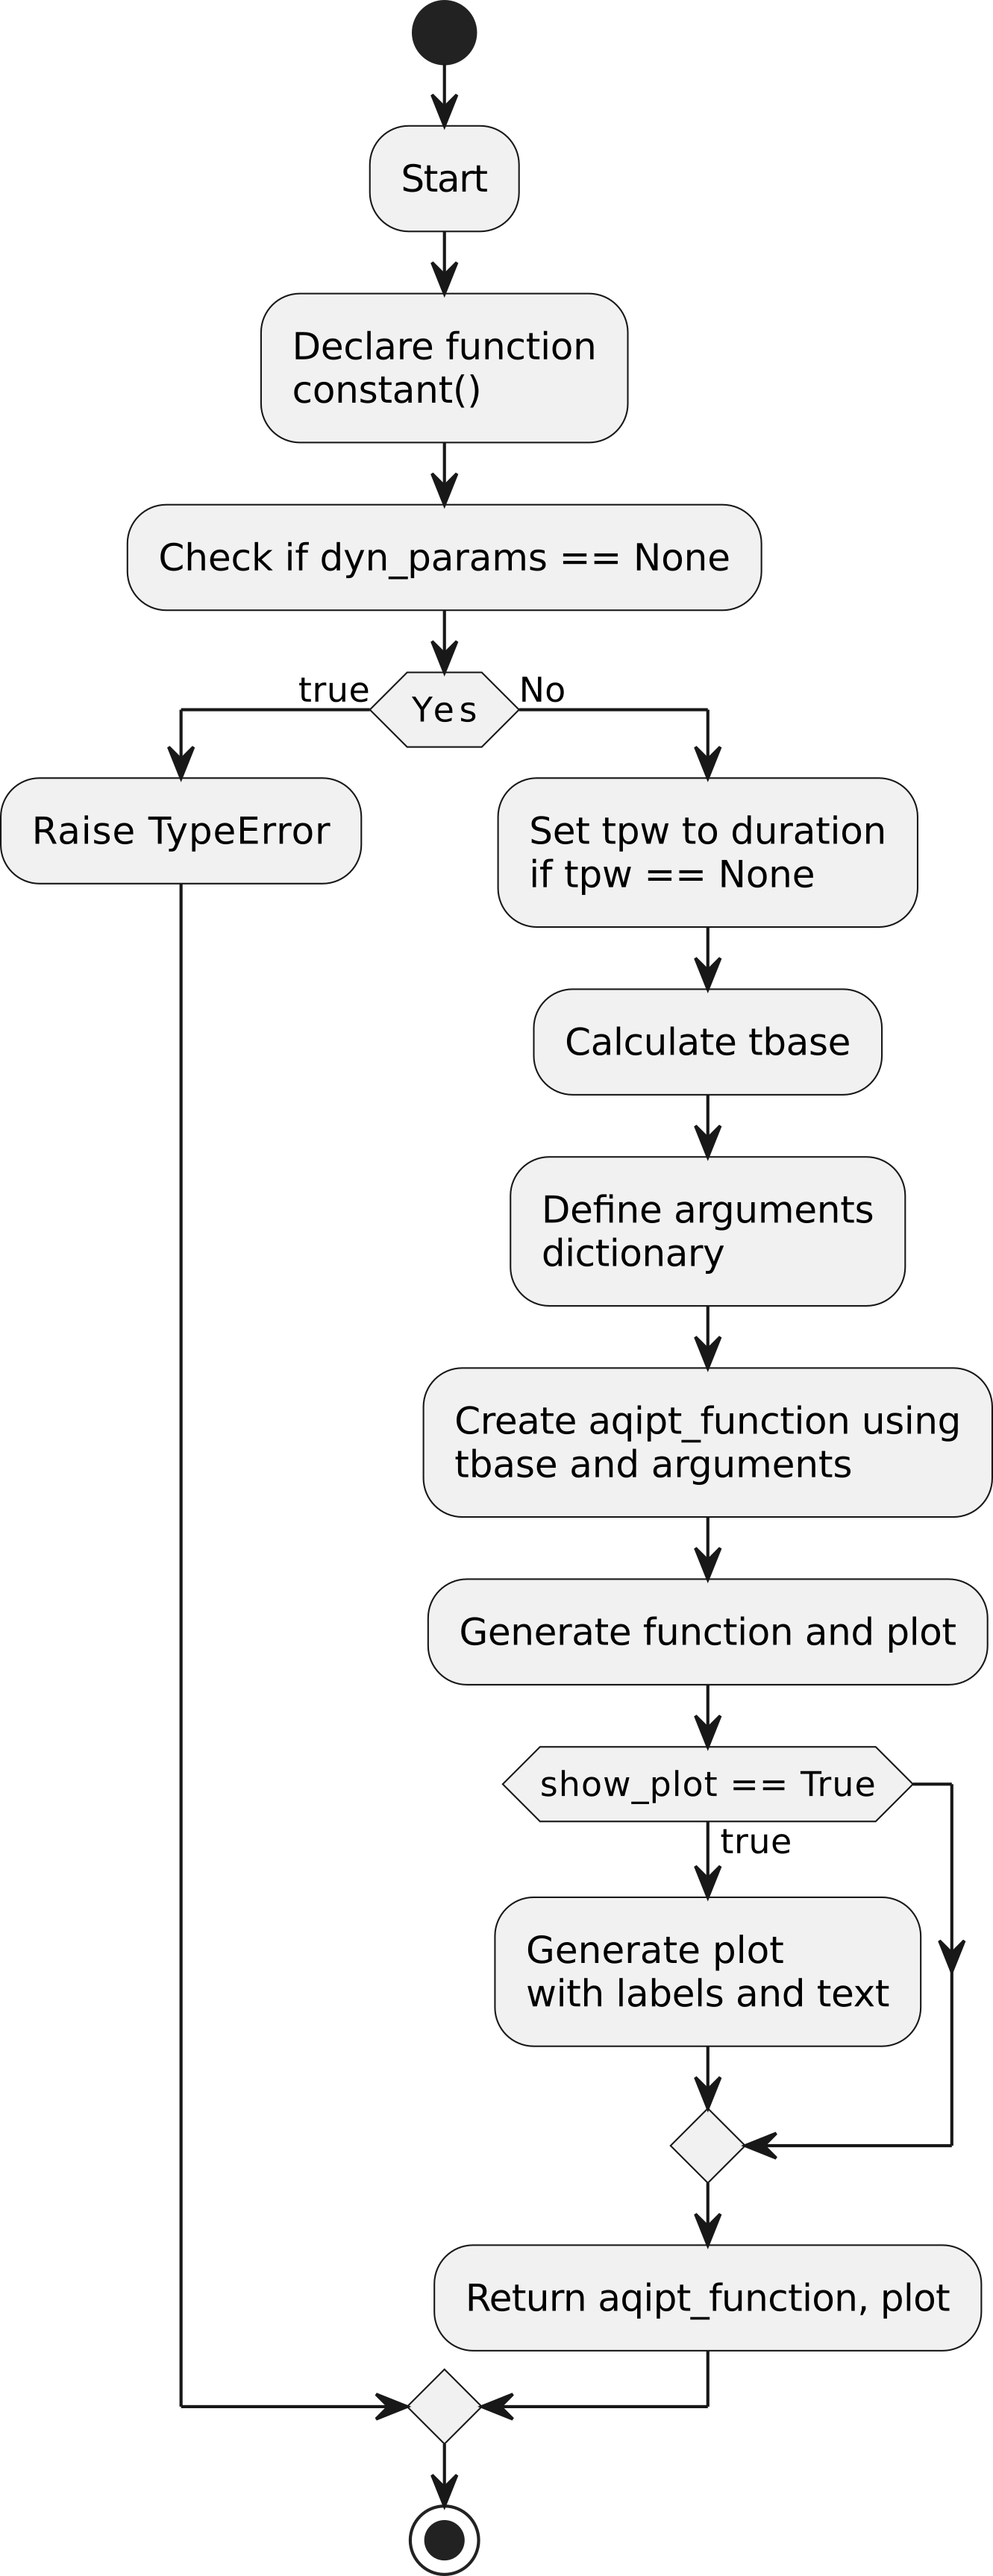 Start
Declare function
constant()
Check if dyn_params == None
true
Yes
No
Raise TypeError
Set tpw to duration
if tpw == None
Calculate tbase
Define arguments
dictionary
Create aqipt_function using
tbase and arguments
Generate function and plot
show_plot == True
true
Generate plot
with labels and text
Return aqipt_function, plot